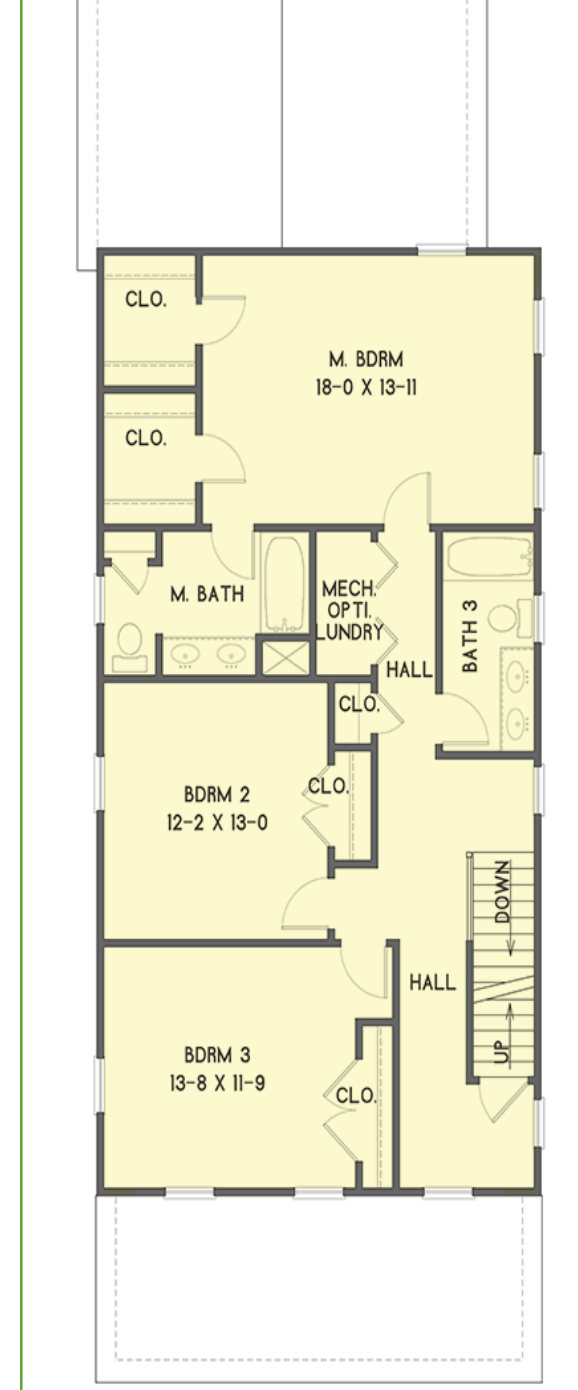 CLO.
M. BDRM
18-0 X 13-11
CLO.
M. BATH
MECH.
OPTI.
LUNDRY
BATH 3
HALL
CLO.
CLO.
BDRM 2
12-2 X 13-0
DOWN
HALL
UP
BDRM 3
13-8 X 11-9
CLO.